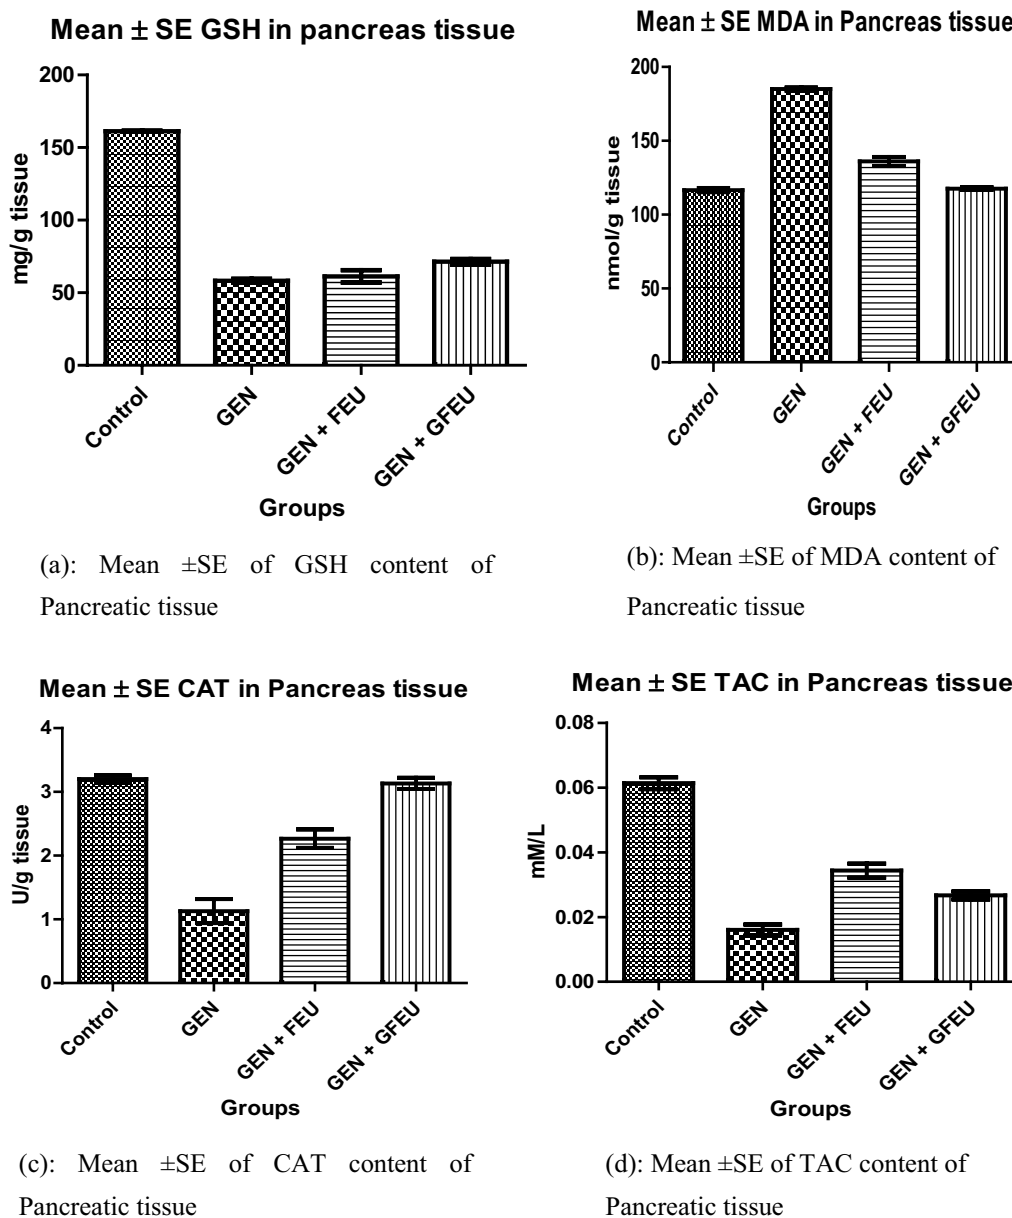 Mean ± SE GSH in pancreas tissue
200
150
100
50
0
mg/g tissue
Control
GEN
GEN + FEU
GEN + GFEU
Groups
(a): Mean ±SE of GSH content of
Pancreatic tissue
Mean ± SE MDA in Pancreas tissue
200
150
100
50
0
nmol/g tissue
Control
GEN
GEN + FEU
GEN + GFEU
Groups
(b): Mean ±SE of MDA content of
Pancreatic tissue
Mean ± SE CAT in Pancreas tissue
4
3
2
1
0
U/g tissue
Control
GEN
GEN + FEU
GEN + GFEU
Groups
(c): Mean ±SE of CAT content of
Pancreatic tissue
Mean ± SE TAC in Pancreas tissue
0.08
0.06
0.04
0.02
0.00
mM/L
Control
GEN
GEN + FEU
GEN + GFEU
Groups
(d): Mean ±SE of TAC content of
Pancreatic tissue